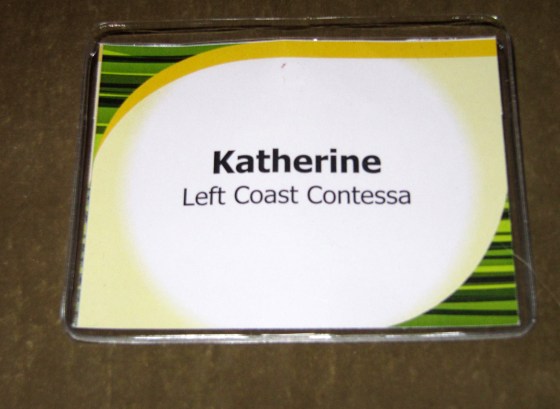 Katherine
Left Coast Contessa